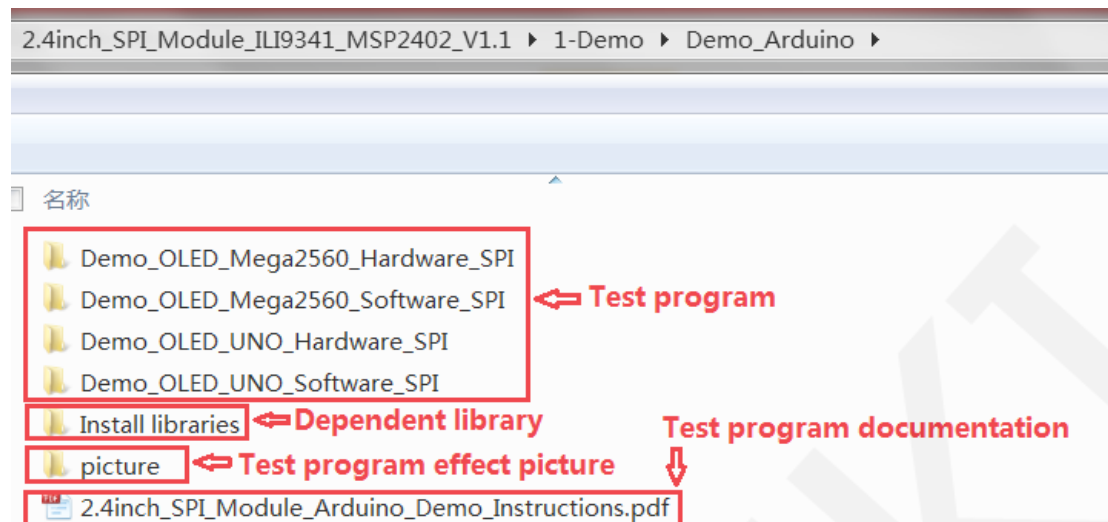 2.4inch_SPI_Module_ILI9341_MSP2402_V1.1 ▸ 1-Demo ▸ Demo_Arduino ▸
名称
Demo_OLED_Mega2560_Hardware_SPI
Demo_OLED_Mega2560_Software_SPI
Test program
Demo_OLED_UNO_Hardware_SPI
Demo_OLED_UNO_Software_SPI
Install libraries
Dependent library
Test program documentation
picture
Test program effect picture
2.4inch_SPI_Module_Arduino_Demo_Instructions.pdf